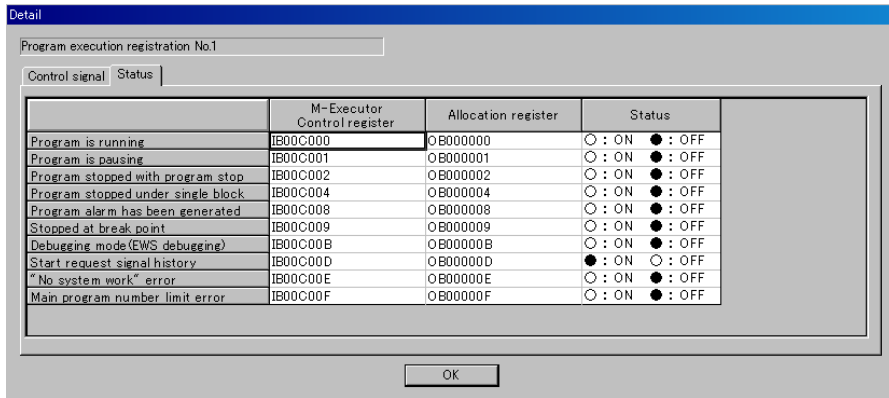 Detail
Program execution registration No.1
Control signal Status
M-Executor
Control register Allocation register Status
Program is running IB00C000 OB000000 ○ : ON ● : OFF
Program is pausing IB00C001 OB000001 ○ : ON ● : OFF
Program stopped with program stop IB00C002 OB000002 ○ : ON ● : OFF
Program stopped under single block IB00C004 OB000004 ○ : ON ● : OFF
Program alarm has been generated IB00C008 OB000008 ○ : ON ● : OFF
Stopped at break point IB00C009 OB000009 ○ : ON ● : OFF
Debugging mode(EWS debugging) IB00C00B OB00000B ○ : ON ● : OFF
Start request signal history IB00C00D OB00000D ● : ON ○ : OFF
"No system work" error IB00C00E OB00000E ○ : ON ● : OFF
Main program number limit error IB00C00F OB00000F ○ : ON ● : OFF
OK